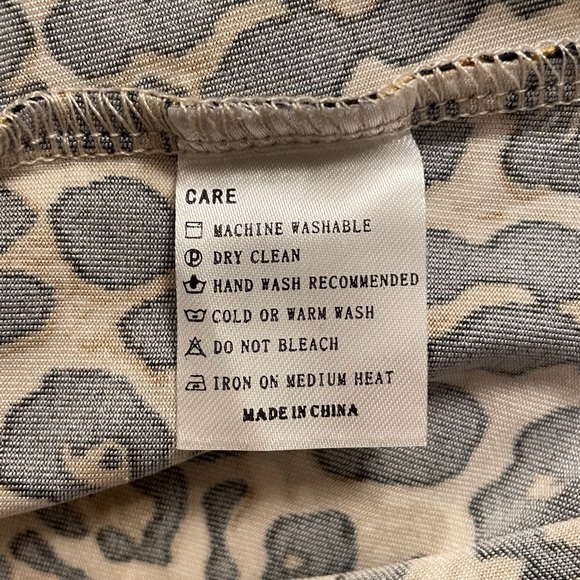 CARE
MACHINE WASHABLE
P DRY CLEAN
HAND WASH RECOMMENDED
COLD OR WARM WASH
DO NOT BLEACH
IRON ON MEDIUM HEAT
MADE IN CHINA